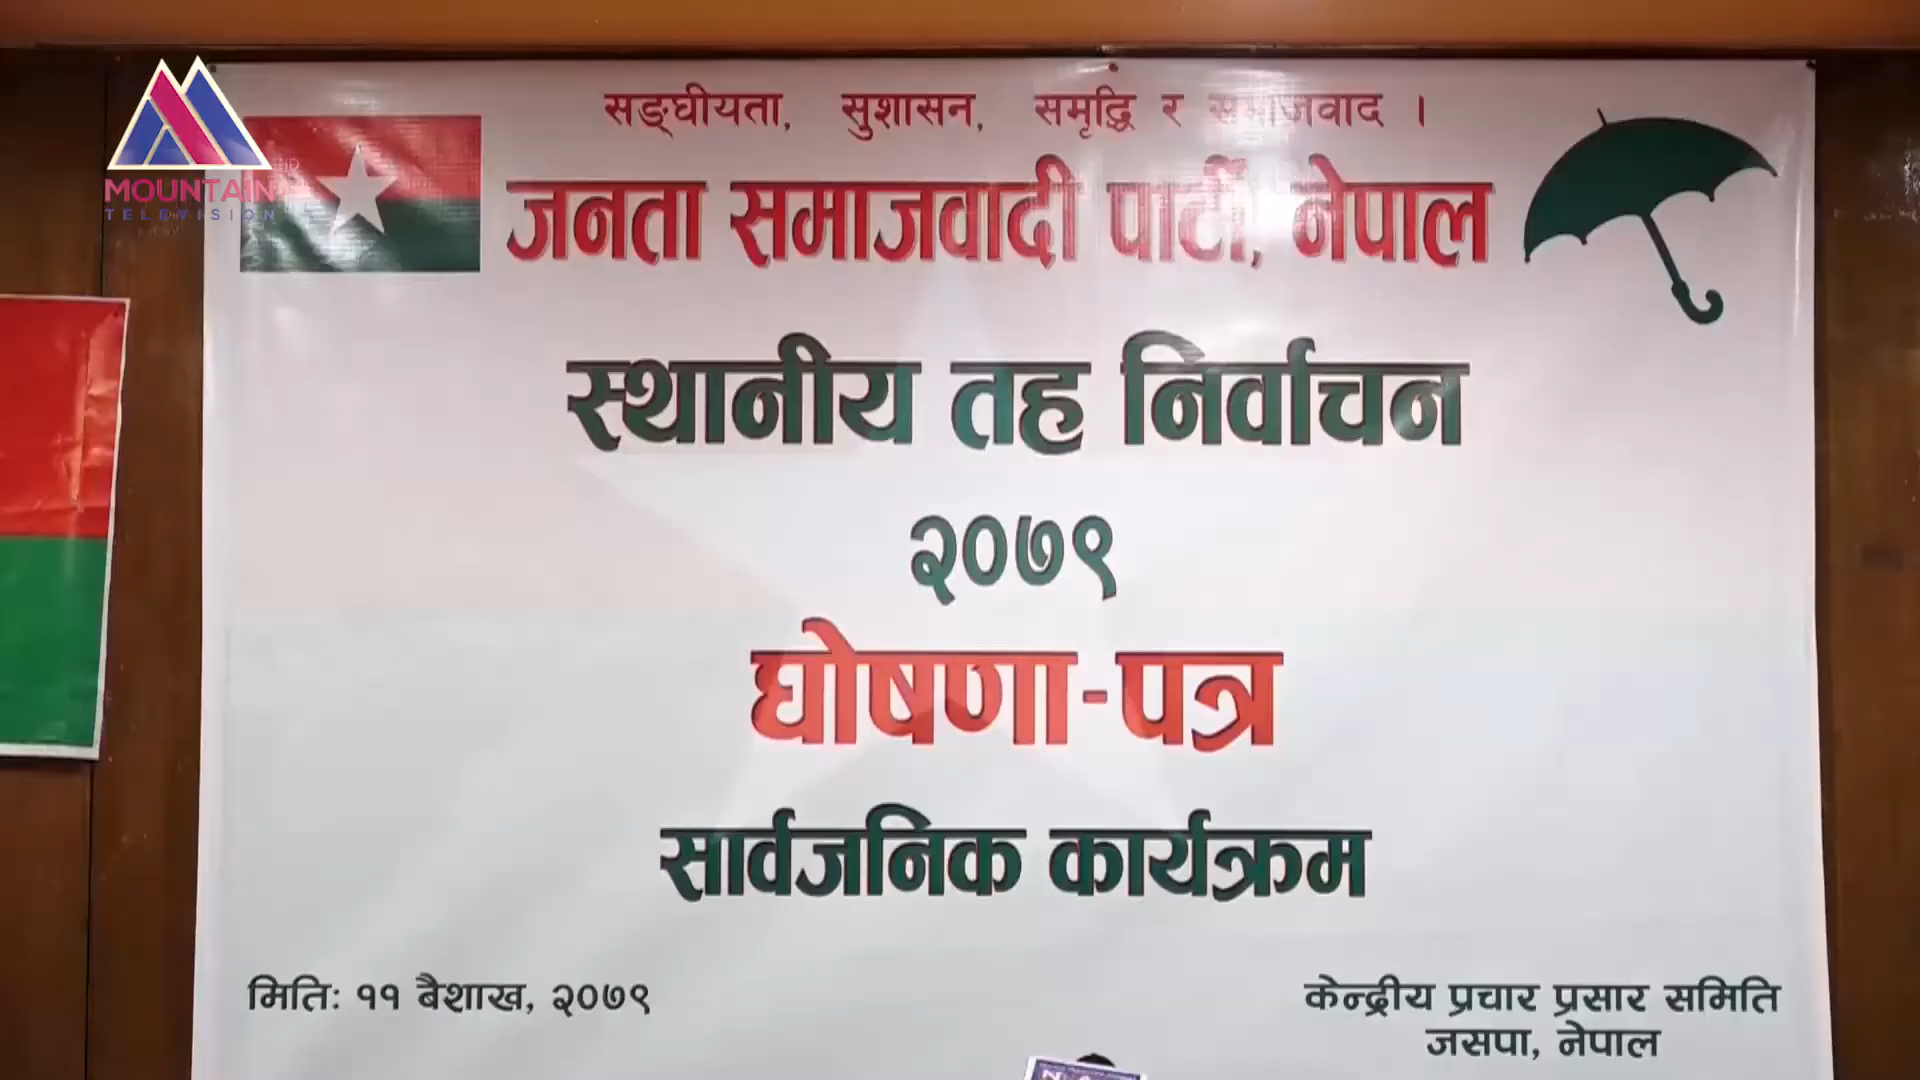 MOUNTAIN
TELEVISION
सङ्घीयता, सुशासन, समृद्धि र समाजवाद ।
जनता समाजवादी पार्टी, नेपाल
स्थानीय तह निर्वाचन
२०७९
घोषणा-पत्र
सार्वजनिक कार्यक्रम
मितिः ११ बैशाख, २०७९
केन्द्रीय प्रचार प्रसार समिति
जसपा, नेपाल